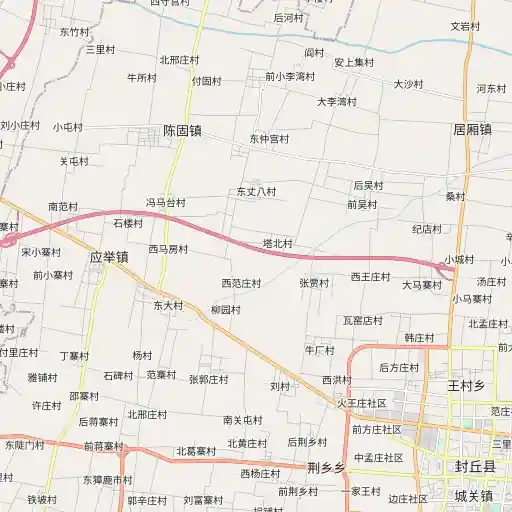 西守宫村
后河村
东竹村
文岩村
三里村
阎村
北邢庄村
安上集村
牛所村
付固村
前小李湾村
大沙村
河东村
小庄村
大李湾村
刘小庄村
小屯村
陈固镇
居厢镇
东仲宫村
关屯村
后吴村
东丈八村
桑村
南范村
冯马台村
前吴村
石楼村
寨村
纪店村
塔北村
宋小寨村
西马房村
应举镇
小城村
前小寨村
西王庄村
汤庄村
西范庄村
张贾村
大马寨村
寨村
小马寨村
东大村
柳园村
瓦窑店村
北孟庄村
楼村
韩庄村
付里庄村
丁寨村
杨村
牛厂村
后方庄村
雅铺村
石碑村
范寨村
张郭庄村
西洪村
刘村
王村乡
邵寨村
许庄村
火王庄社区
北邢庄村
范庄
后蒋寨村
南关屯村
前方庄社区
东陡门村
前蒋寨村
北黄庄村
后荆乡村
三里
北葛寨村
中孟庄社区
荆乡乡
封丘县
里村
东獐鹿市村
西杨庄村
前荆乡村
一家王村
铁坡村
郭辛庄村
刘富寨村
边庄社区
城关镇